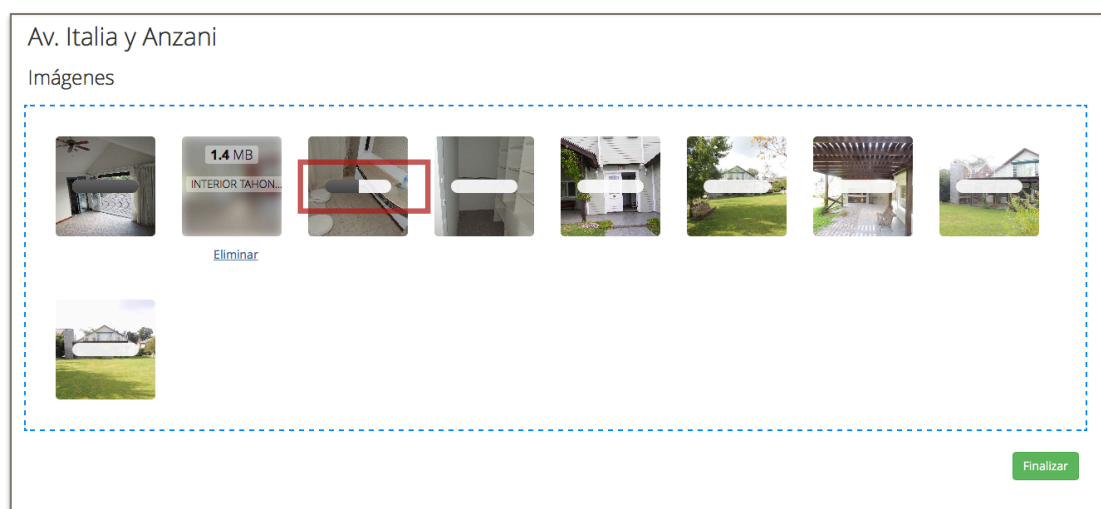 Av. Italia y Anzani
Imágenes
1.4 MB
INTERIOR TAHON...
Eliminar
Finalizar